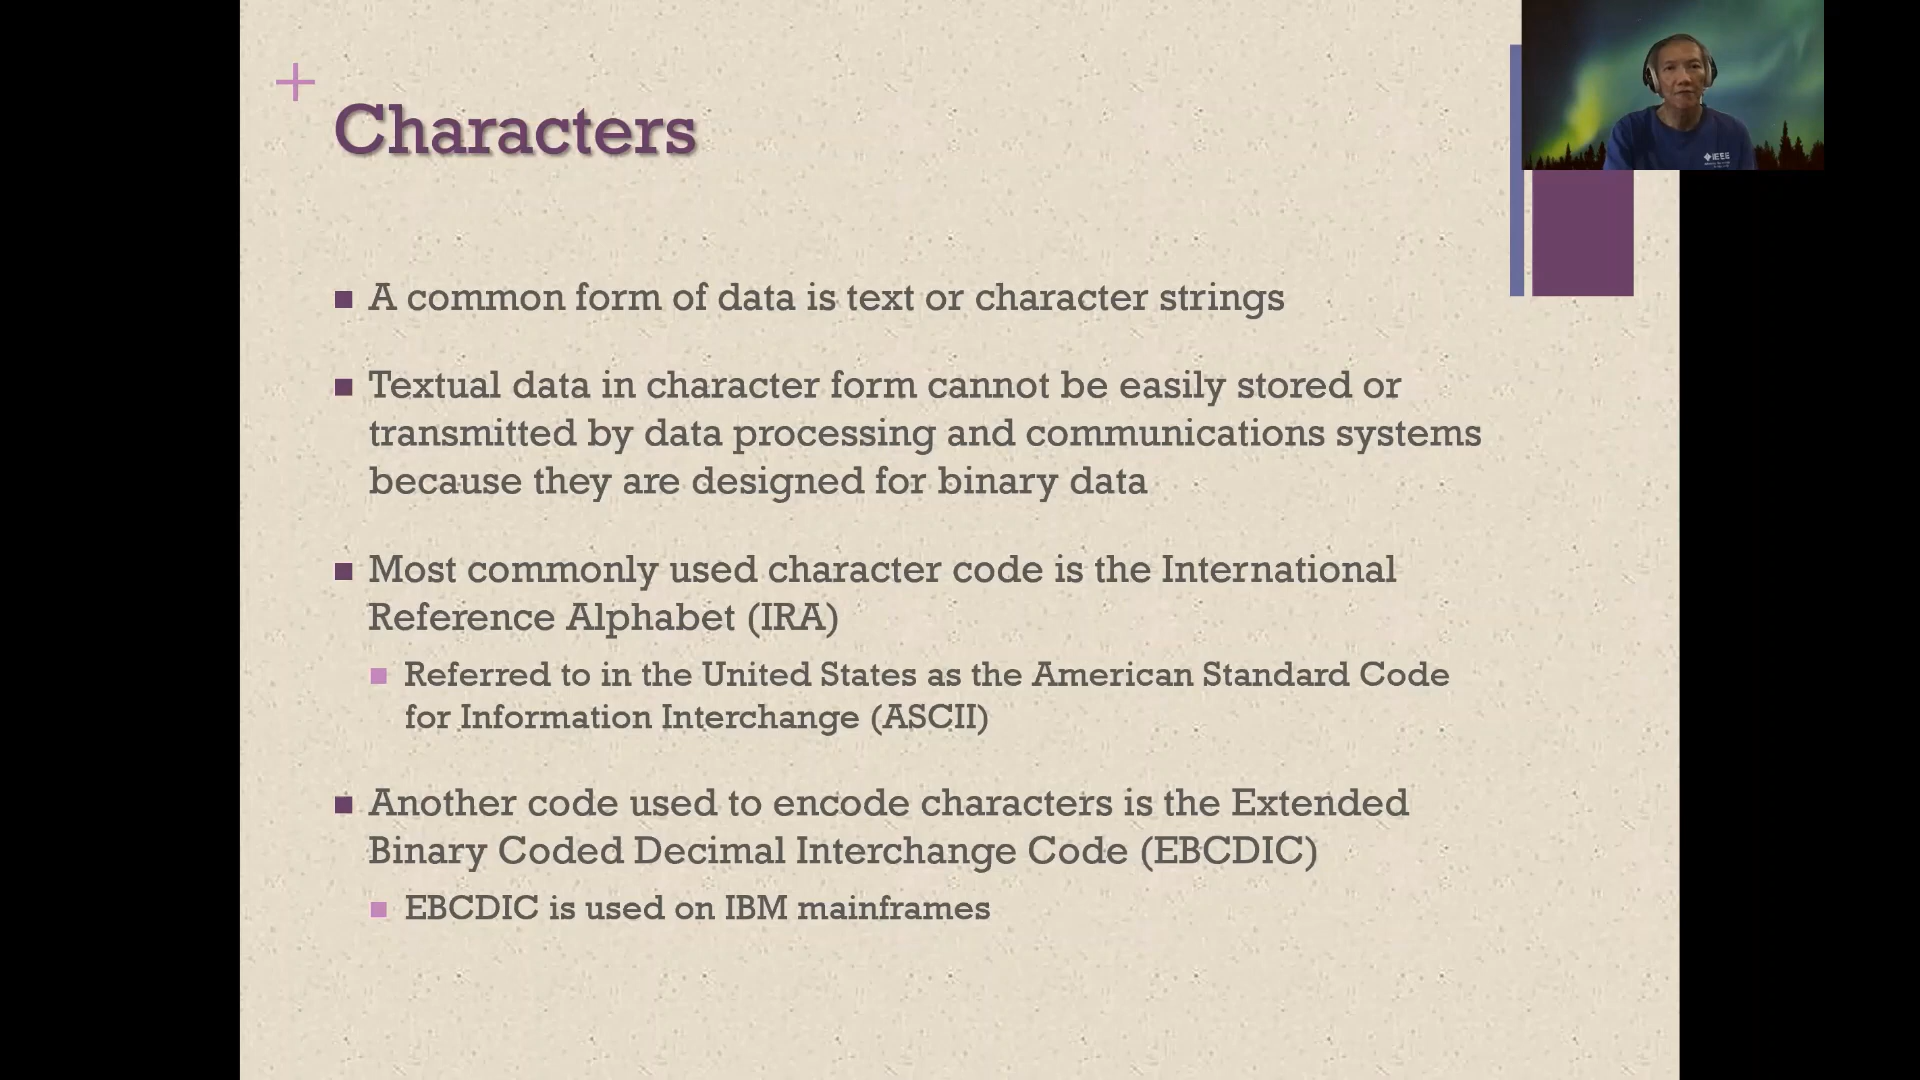 +
Characters
IEEE
■ A common form of data is text or character strings
■ Textual data in character form cannot be easily stored or
transmitted by data processing and communications systems
because they are designed for binary data
■ Most commonly used character code is the International
Reference Alphabet (IRA)
■ Referred to in the United States as the American Standard Code
for Information Interchange (ASCII)
■ Another code used to encode characters is the Extended
Binary Coded Decimal Interchange Code (EBCDIC)
■ EBCDIC is used on IBM mainframes